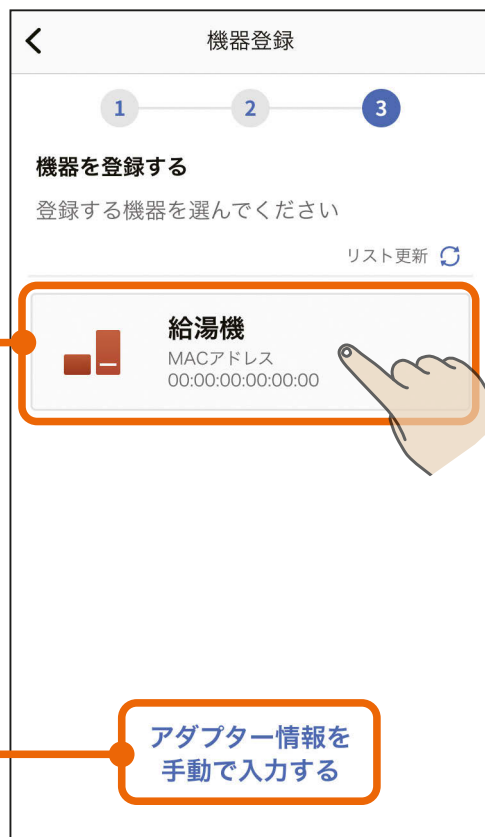 機器登録
1 2 3
機器を登録する
登録する機器を選んでください
リスト更新
給湯機
MACアドレス
00:00:00:00:00:00
アダプター情報を
手動で入力する